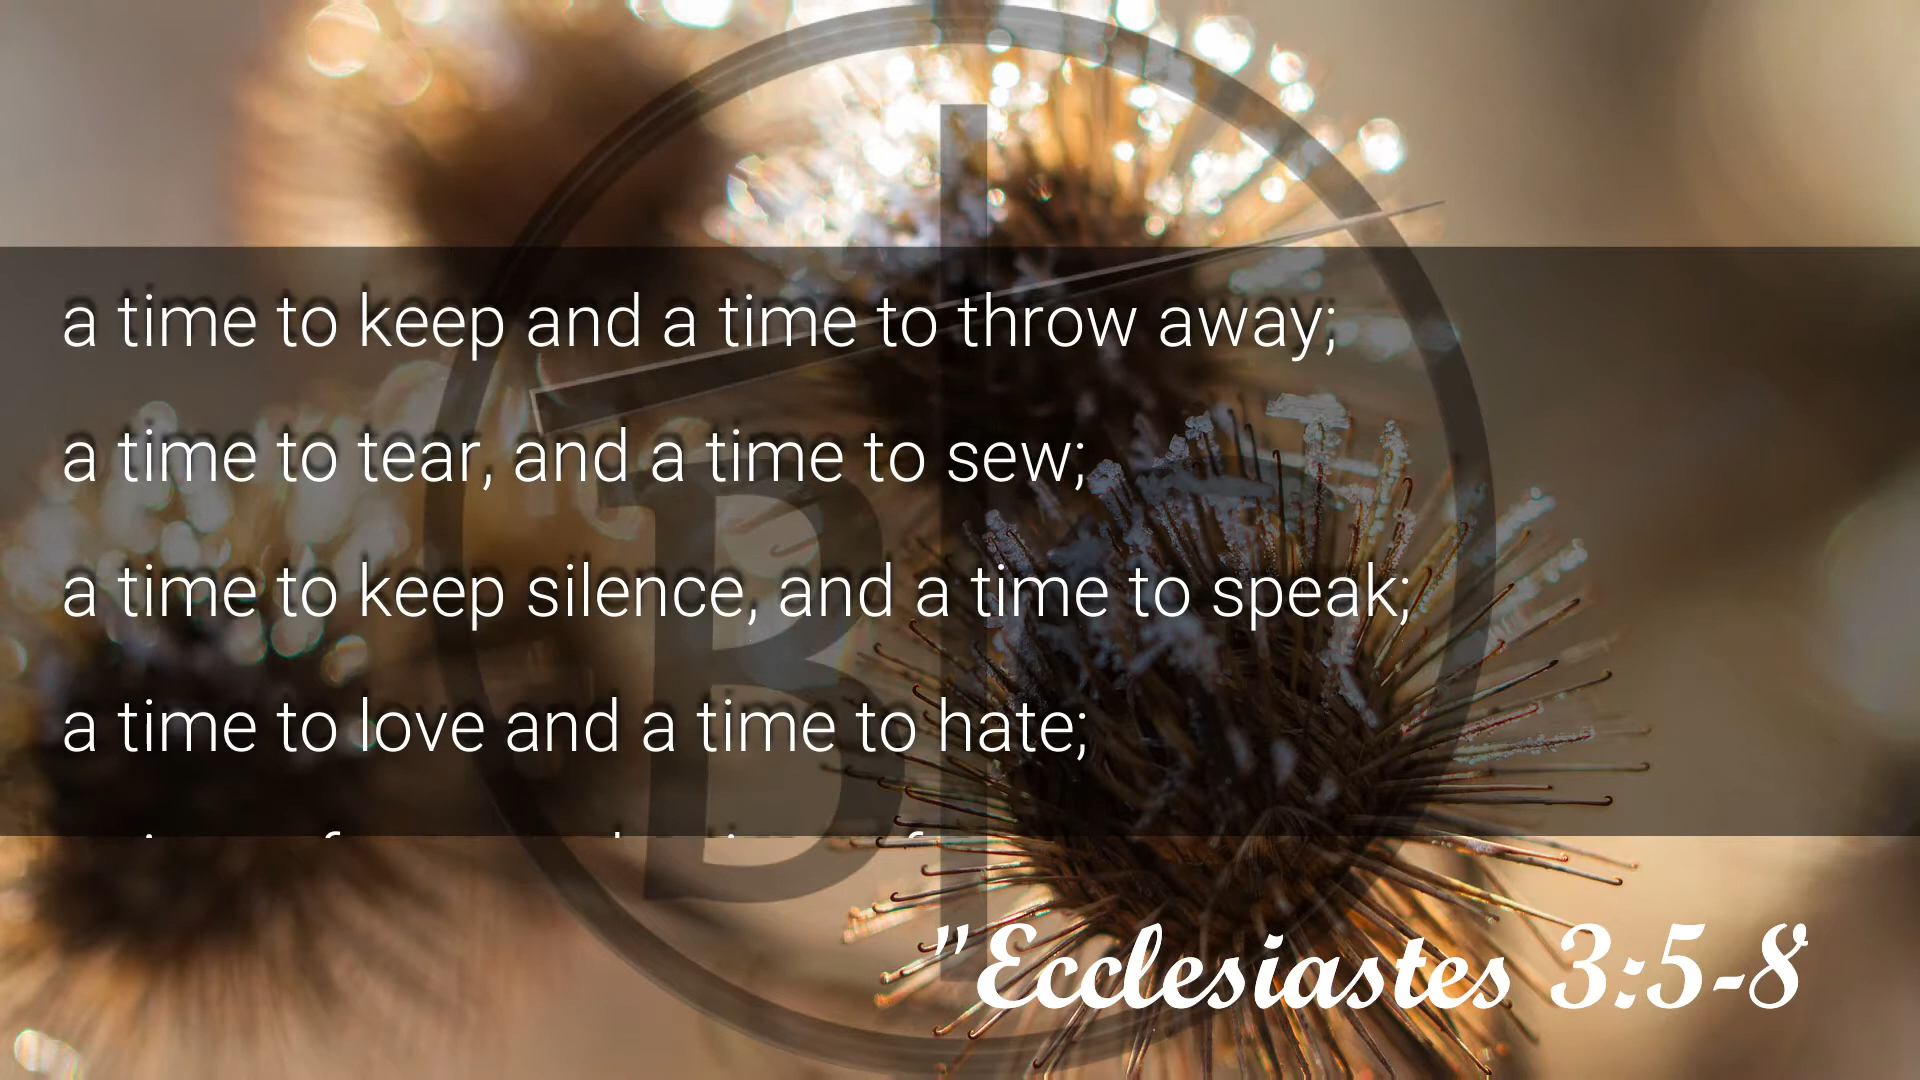 a time to keep and a time to throw away;
a time to tear, and a time to sew;
a time to keep silence, and a time to speak;
a time to love and a time to hate;
"Ecclesiastes 3:5-8